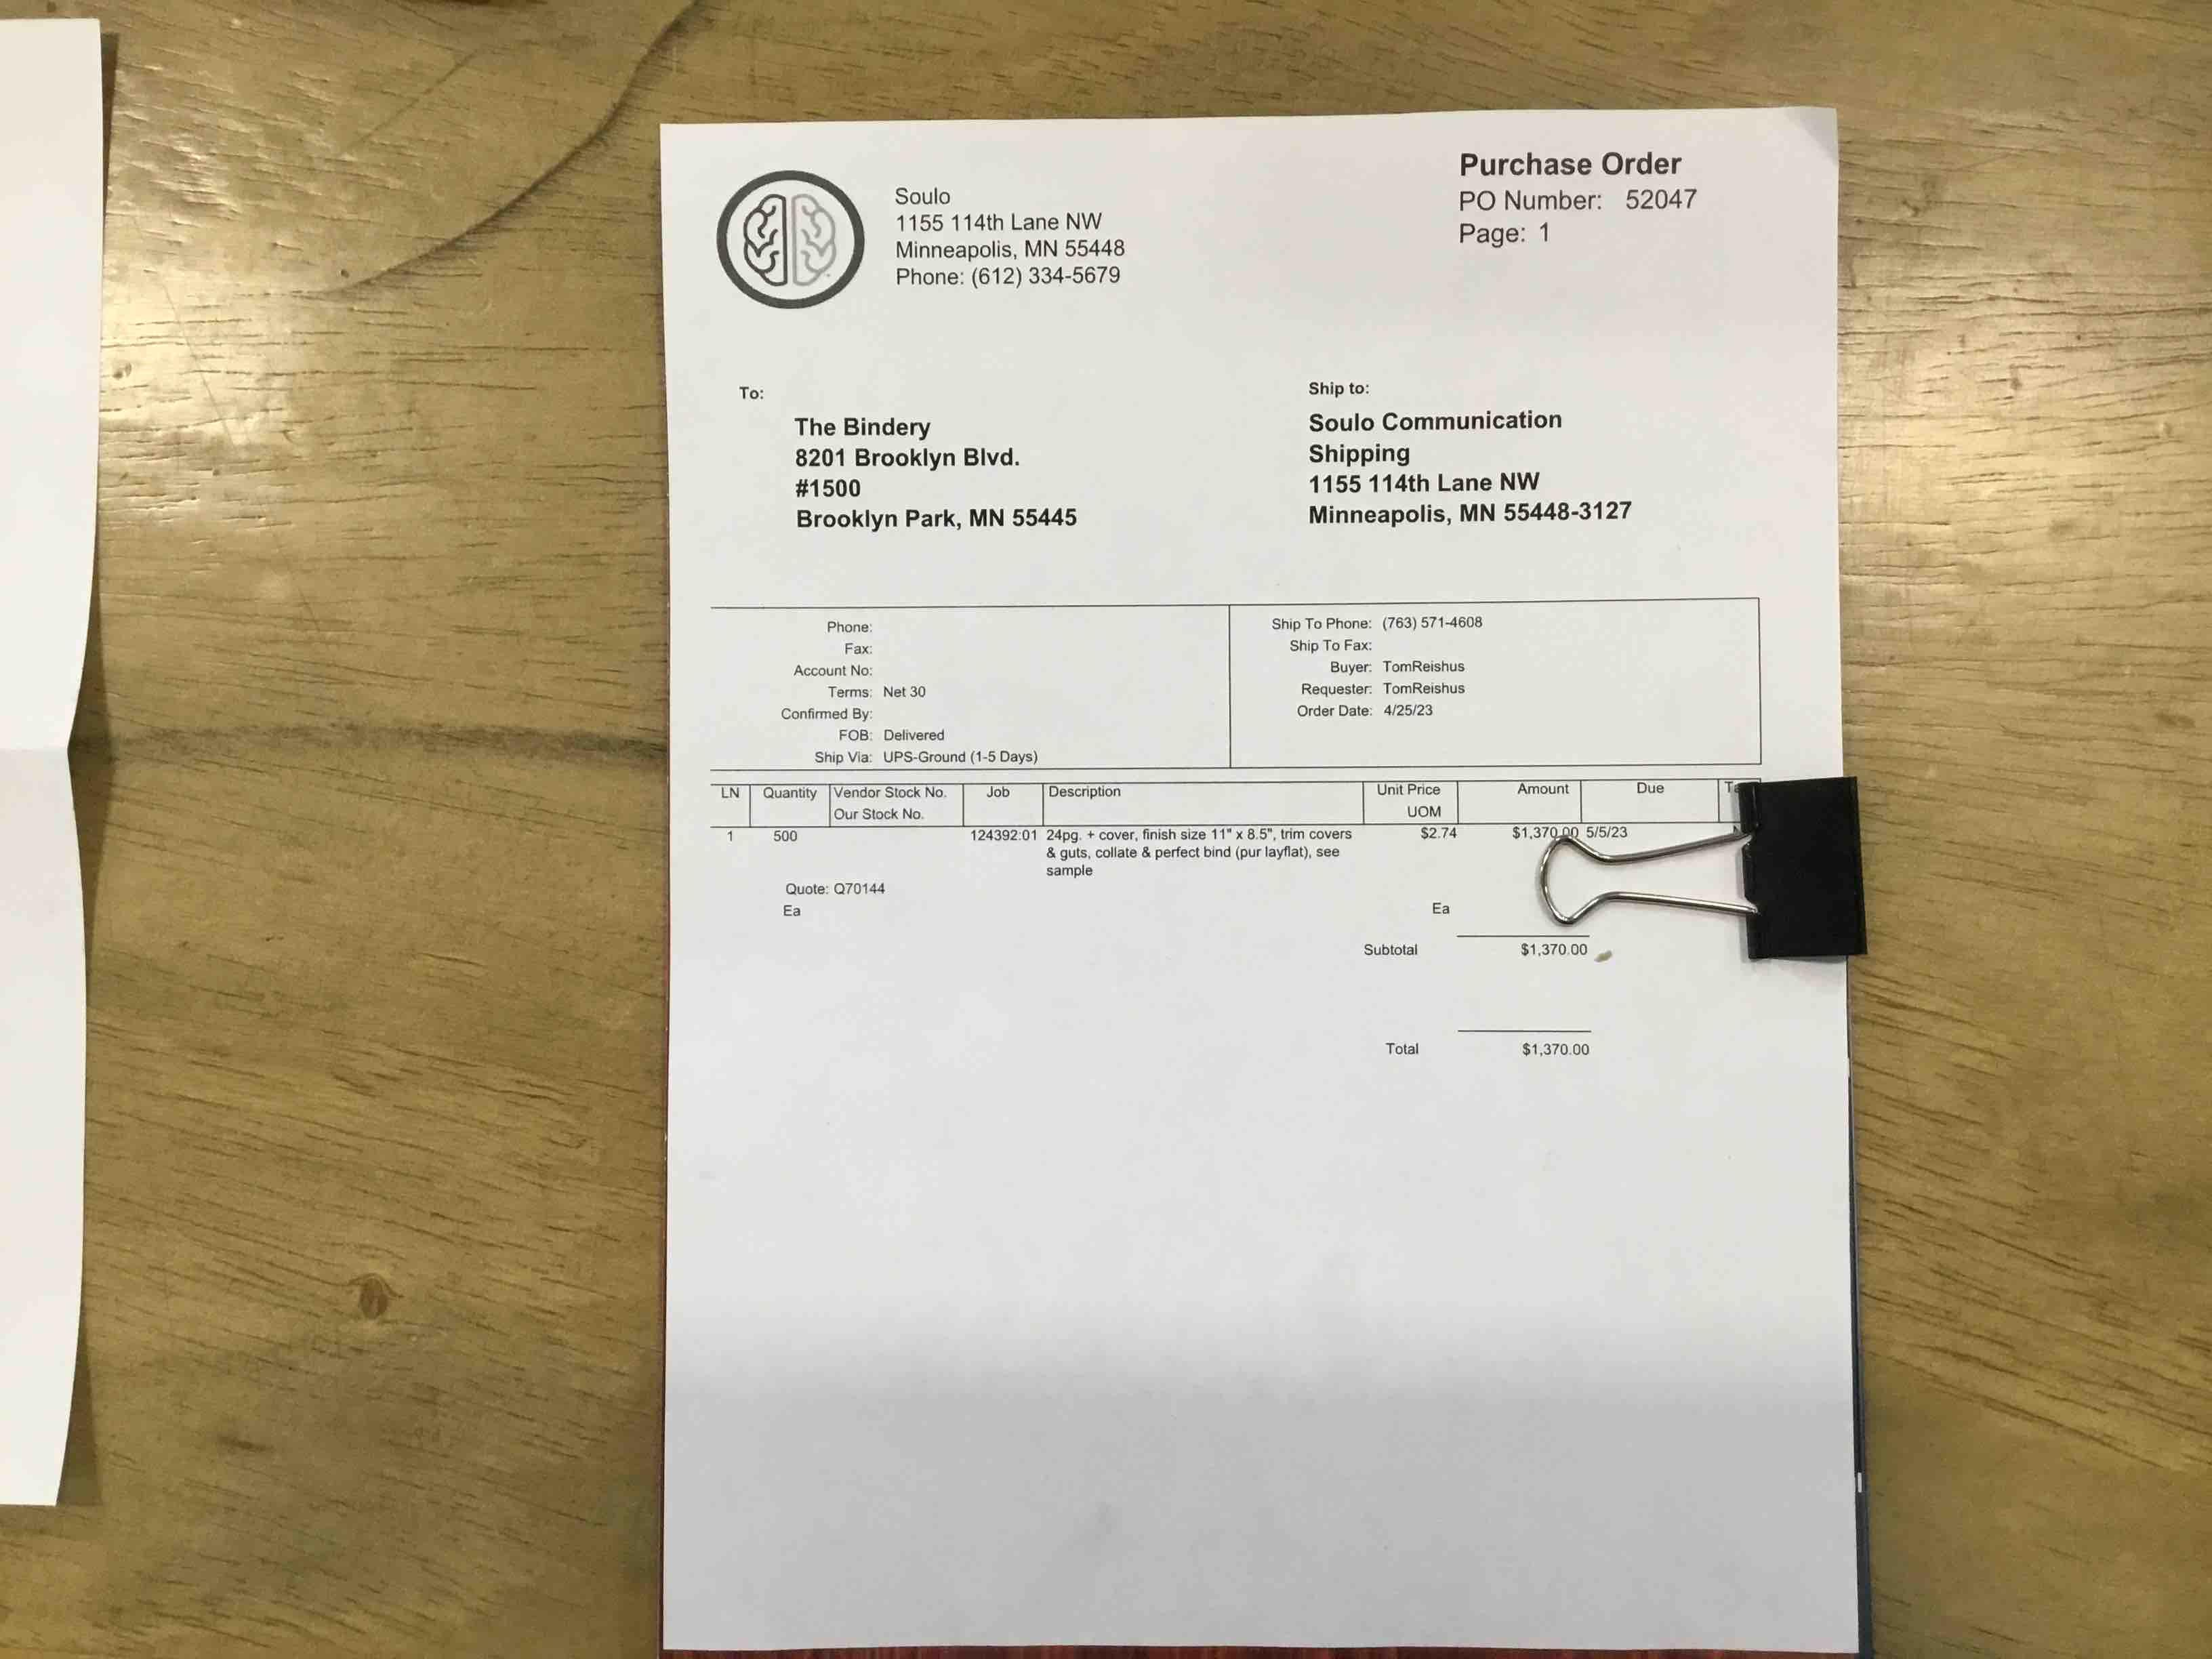 Soulo
1155 114th Lane NW
Minneapolis, MN 55448
Phone: (612) 334-5679
Purchase Order
PO Number: 52047
Page: 1
To:
The Bindery
8201 Brooklyn Blvd.
#1500
Brooklyn Park, MN 55445
Ship to:
Soulo Communication
Shipping
1155 114th Lane NW
Minneapolis, MN 55448-3127
Phone:
Fax:
Account No:
Terms: Net 30
Confirmed By:
FOB: Delivered
Ship Via: UPS-Ground (1-5 Days)
Ship To Phone: (763) 571-4608
Ship To Fax:
Buyer: TomReishus
Requester: TomReishus
Order Date: 4/25/23
LN Quantity Vendor Stock No. Job Description Unit Price Amount Due
Our Stock No. UOM
1 500 124392:01 24pg. + cover, finish size 11" x 8.5", trim covers $2.74 $1,370.00 5/5/23
& guts, collate & perfect bind (pur layflat), see
sample
Quote: Q70144
Ea Ea
Subtotal $1,370.00
Total $1,370.00